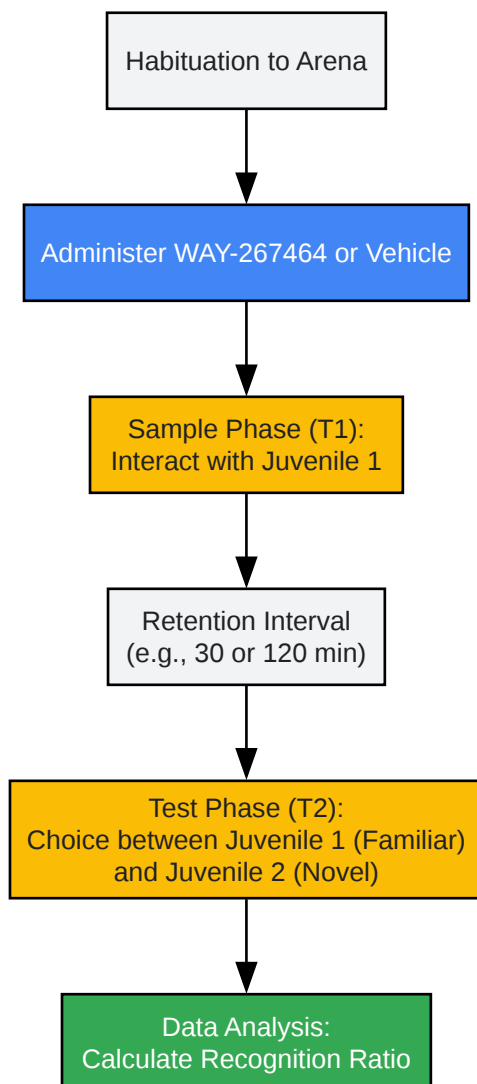 Habituation to Arena
Administer WAY-267464 or Vehicle
Sample Phase (T1):
Interact with Juvenile 1
Retention Interval
(e.g., 30 or 120 min)
Test Phase (T2):
Choice between Juvenile 1 (Familiar)
and Juvenile 2 (Novel)
Data Analysis:
Calculate Recognition Ratio